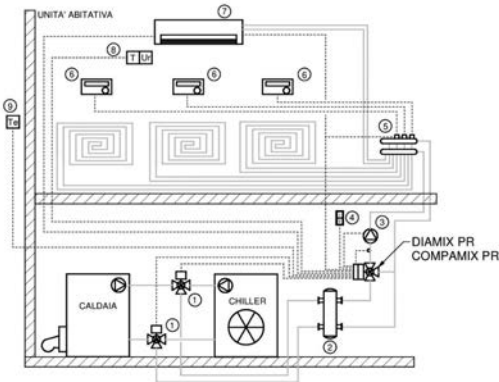 UNITA' ABITATIVA
7
8
T Ur
6
6
6
9
Te
5
4
3
DIAMIX PR
COMPAMIX PR
CALDAIA
1
CHILLER
1
2